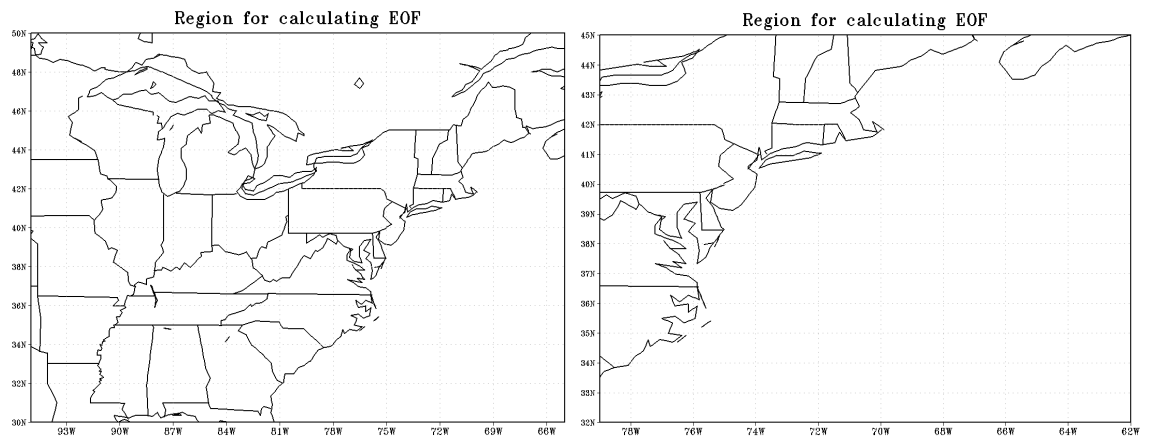 Region for calculating EOF
50N
48N
46N
44N
42N
40N
38N
36N
34N
32N
30N
93W 90W 87W 84W 81W 78W 75W 72W 69W 66W
Region for calculating EOF
45N
44N
43N
42N
41N
40N
39N
38N
37N
36N
35N
34N
33N
32N
78W 76W 74W 72W 70W 68W 66W 64W 62W